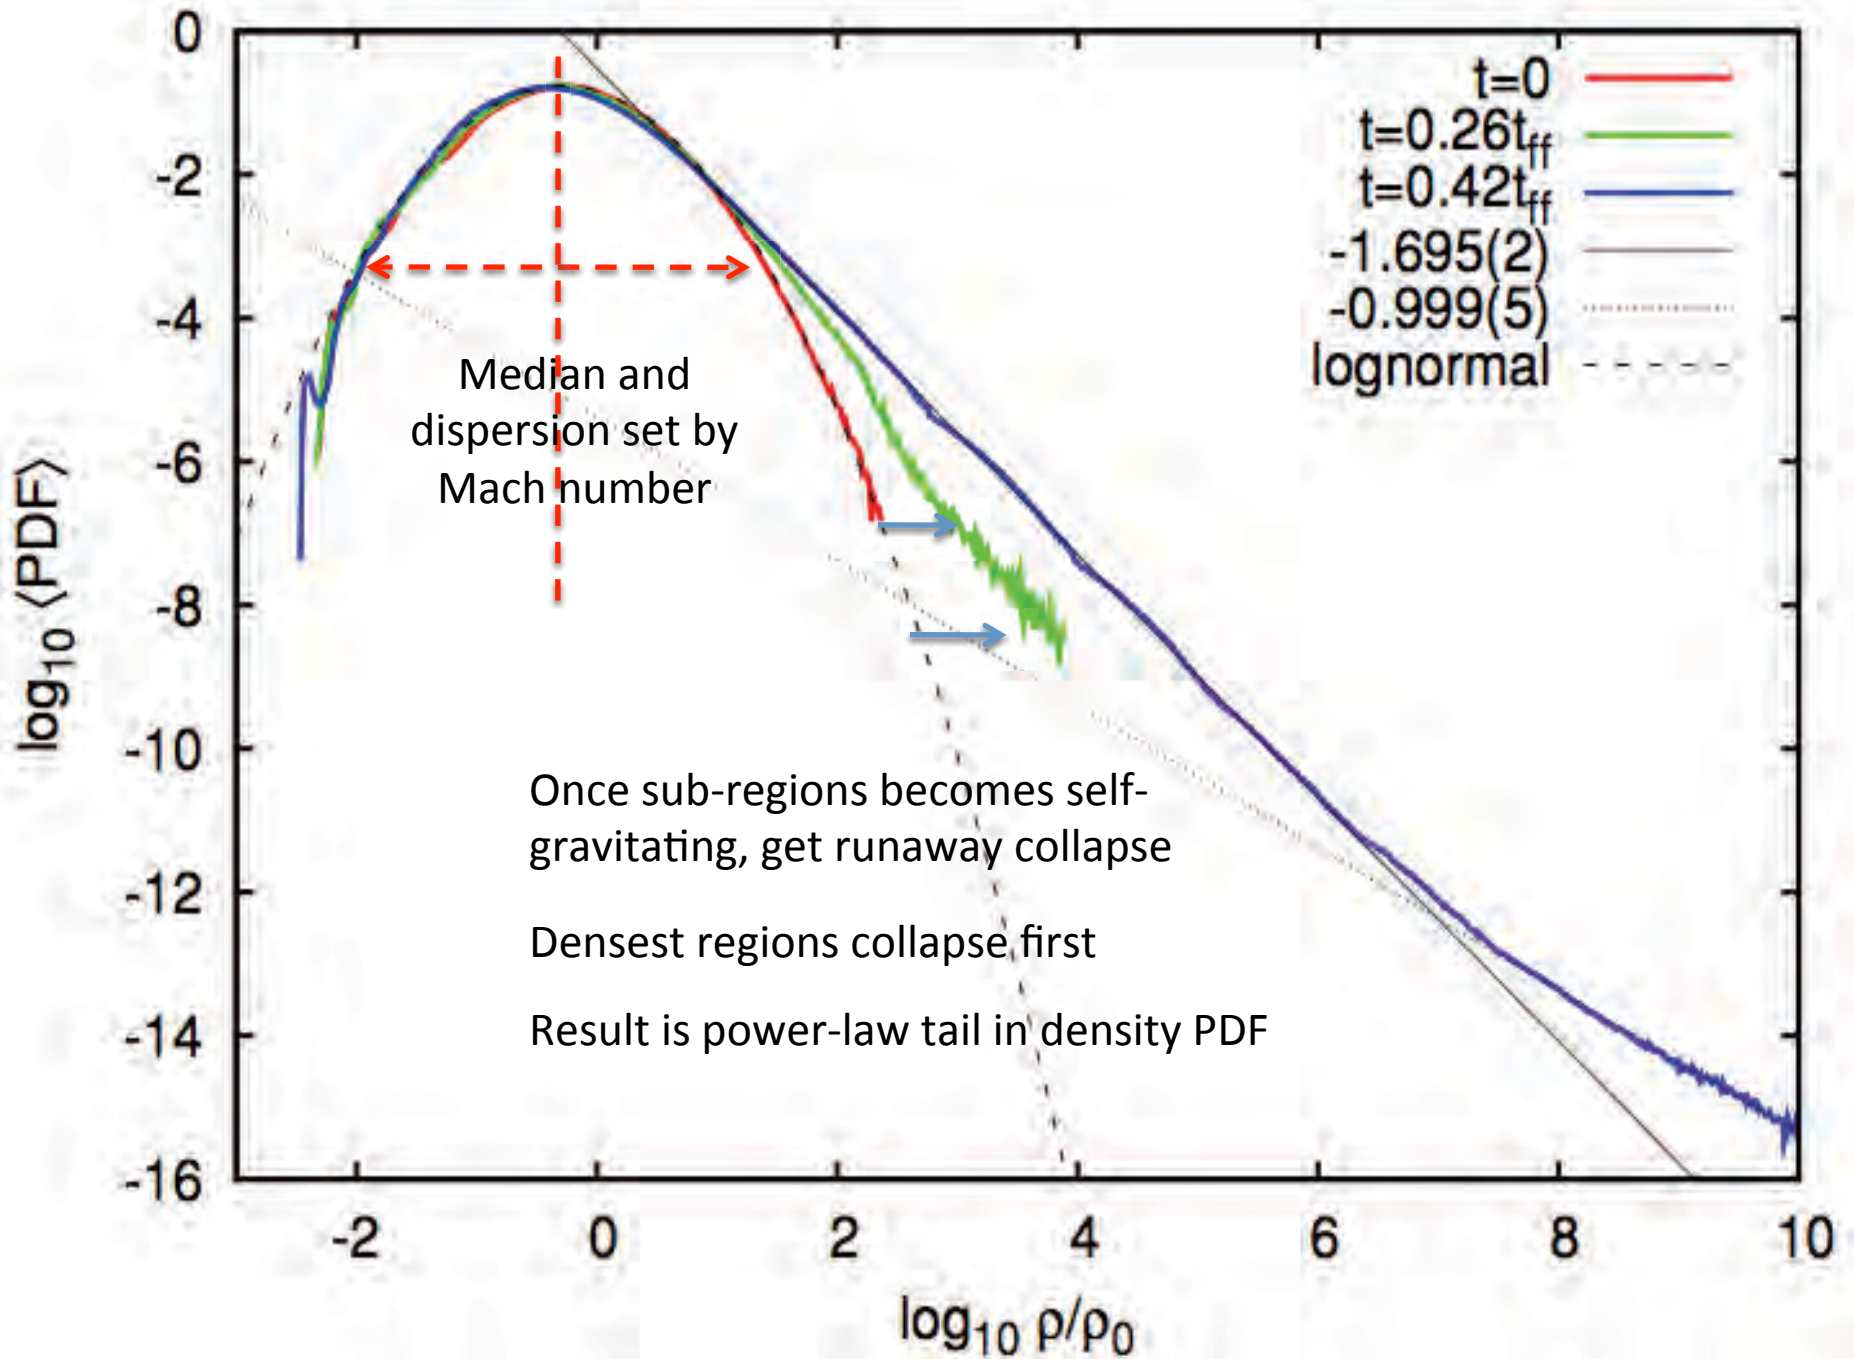 0
-2
-4
-6
-8
-10
-12
-14
-16
log10 ⟨PDF⟩
t=0
t=0.26tff
t=0.42tff
-1.695(2)
-0.999(5)
lognormal
Median and
dispersion set by
Mach number
Once sub-regions becomes self-
gravitating, get runaway collapse
Densest regions collapse first
Result is power-law tail in density PDF
-2 0 2 4 6 8 10
log10 ρ/ρ0